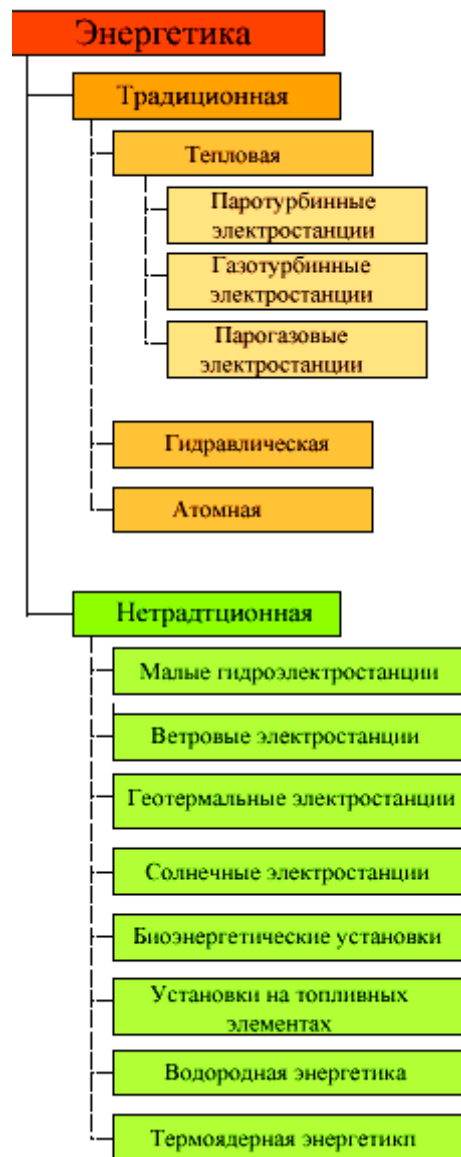 Энергетика
Традиционная
Тепловая
Паротурбинные
электростанции
Газотурбинные
электростанции
Парогазовые
электростанции
Гидравлическая
Атомная
Нетрадтционная
Малые гидроэлектростанции
Ветровые электростанции
Геотермальные электростанции
Солнечные электростанции
Биоэнергетические установки
Установки на топливных
элементах
Водородная энергетика
Термоядерная энергетикп